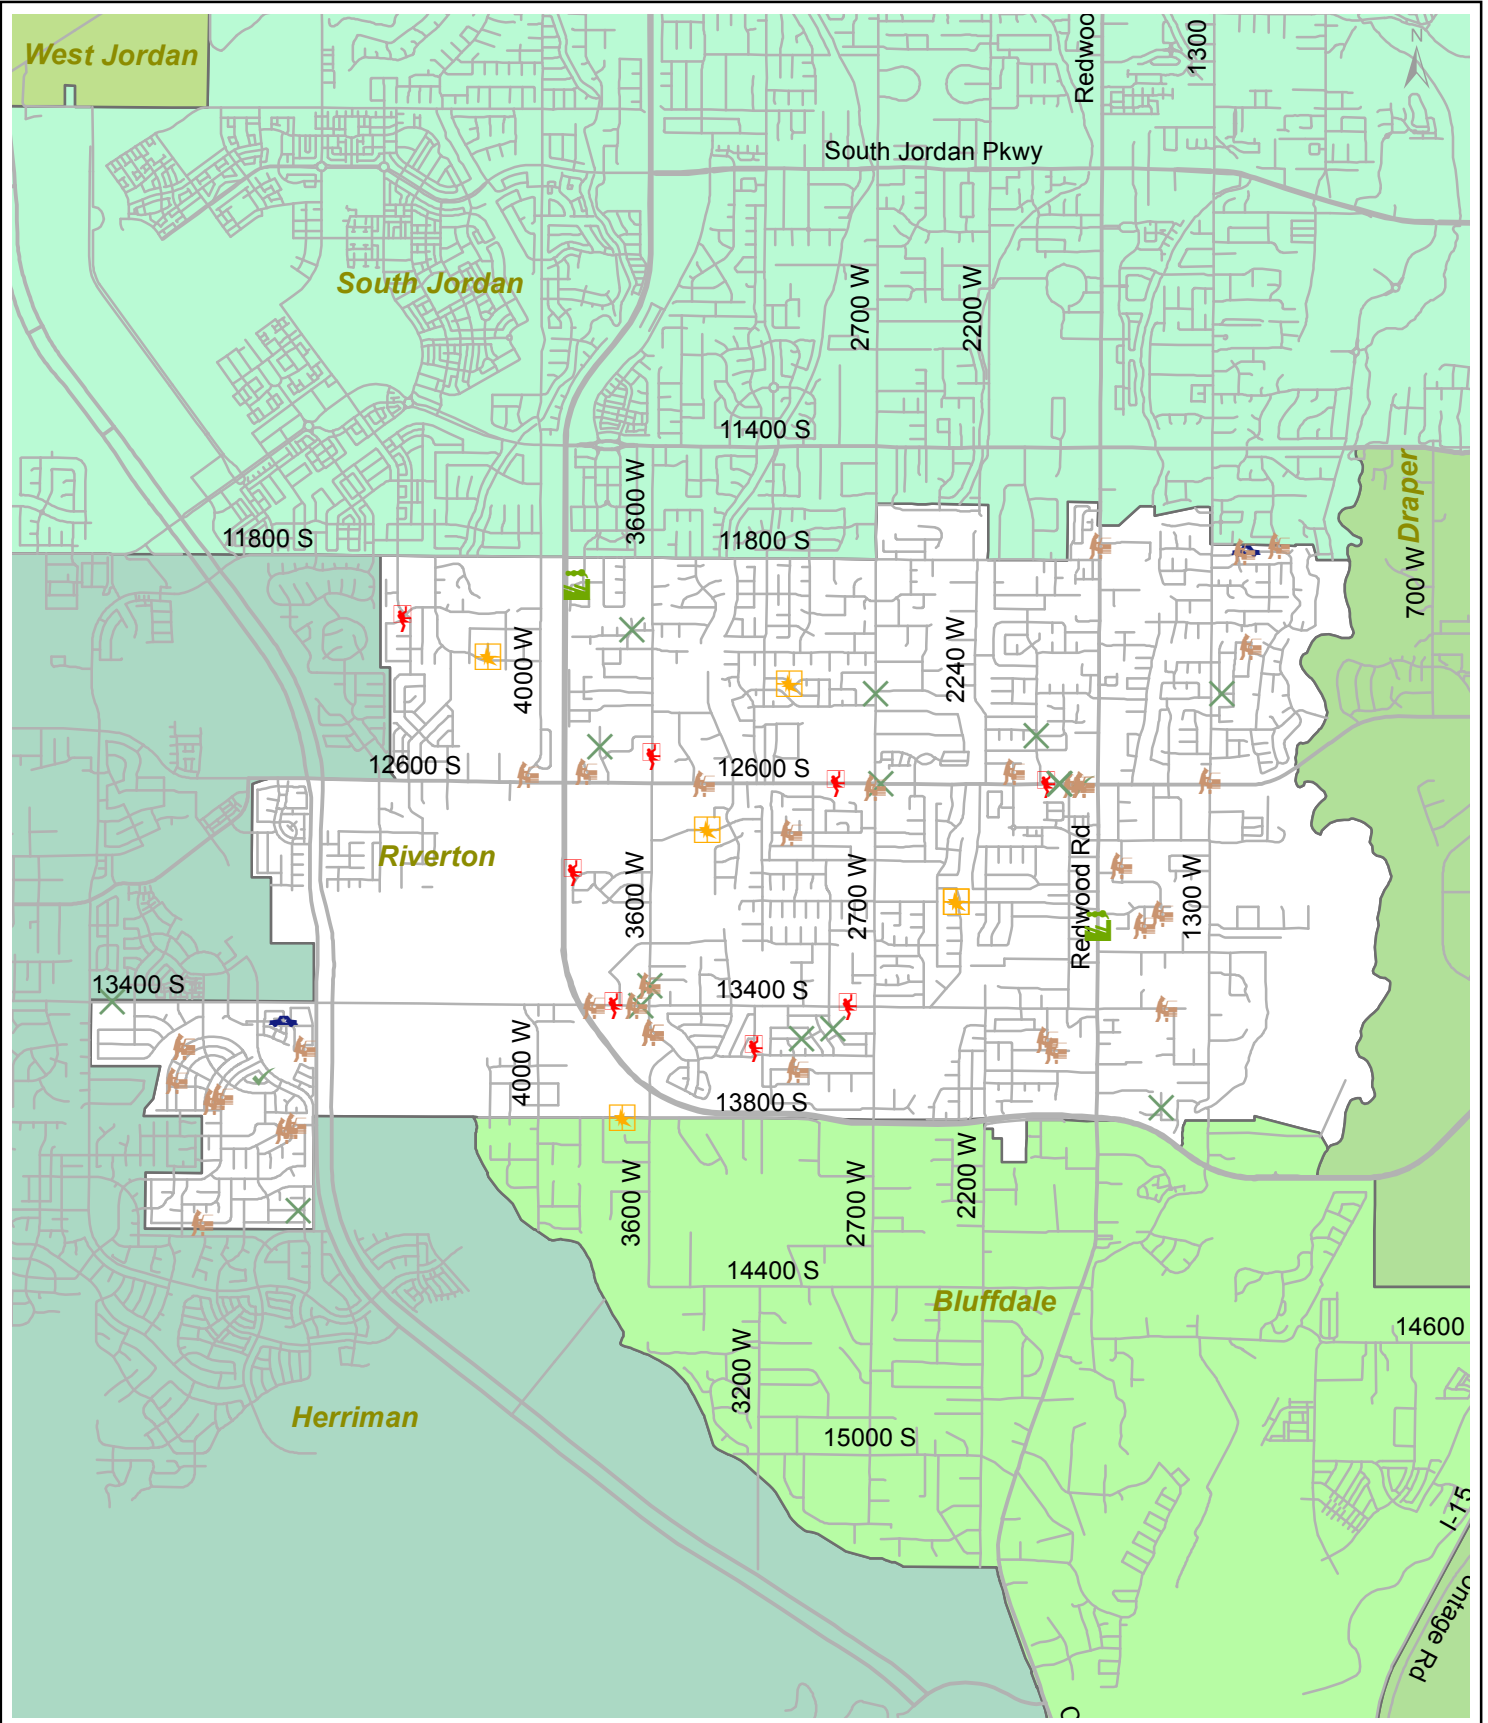 West Jordan
Redwoo
1300
N
South Jordan Pkwy
South Jordan
2700 W
2200 W
11400 S
3600 W
Draper
11800 S
11800 S
700 W
4000 W
2240 W
12600 S
12600 S
Riverton
3600 W
2700 W
Redwood Rd
1300 W
13400 S
13400 S
4000 W
13800 S
3600 W
2700 W
2200 W
14400 S
Bluffdale
14600
3200 W
Herriman
15000 S
I-15
ontage Rd